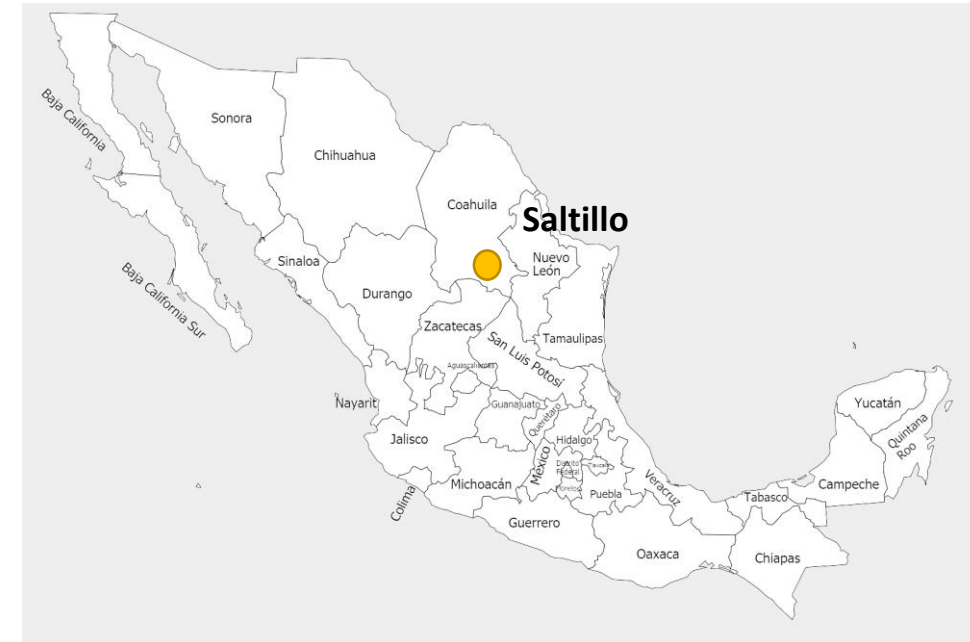 Baja California
Sonora
Chihuahua
Coahuila
Saltillo
Nuevo
León
Sinaloa
Baja California Sur
Durango
Zacatecas
San Luis Potosí
Tamaulipas
Aguascalientes
Nayarit
Guanajuato
Querétaro
Yucatán
Quintana
Roo
Jalisco
Hidalgo
México
Distrito
Federal
Tlaxcala
Veracruz
Colima
Michoacán
Morelos
Puebla
Tabasco
Campeche
Guerrero
Oaxaca
Chiapas